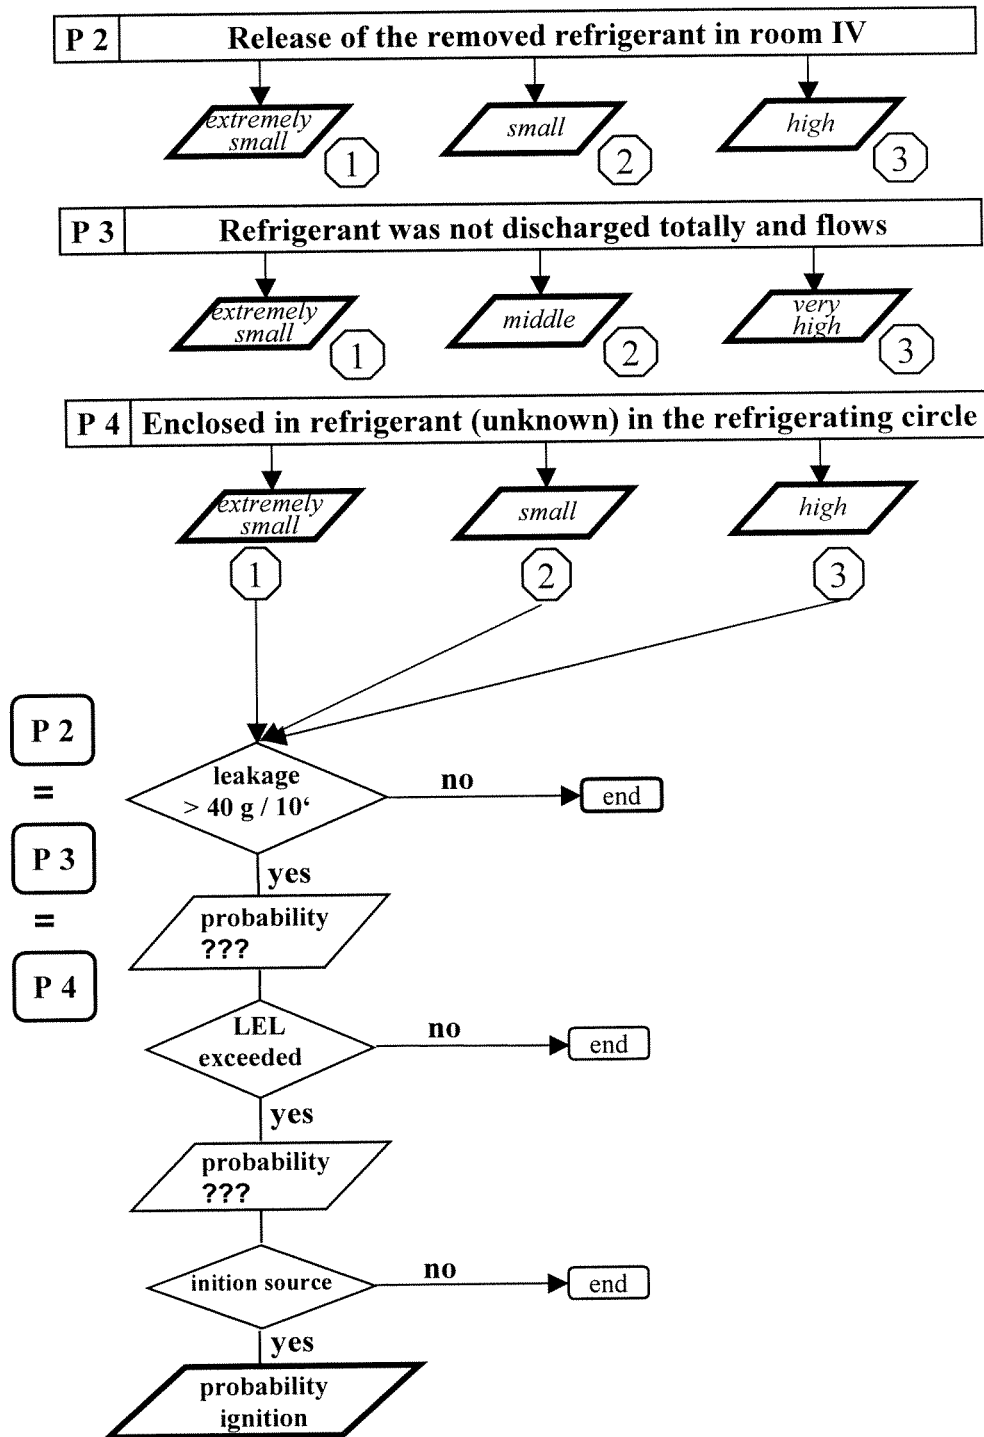 P 2 Release of the removed refrigerant in room IV
extremely
small
1
small
2
high
3
P 3 Refrigerant was not discharged totally and flows
extremely
small
1
middle
2
very
high
3
P 4 Enclosed in refrigerant (unknown) in the refrigerating circle
extremely
small
1
small
2
high
3
P 2
=
P 3
=
P 4
leakage
> 40 g / 10‘
no
end
yes
probability
???
LEL
exceeded
no
end
yes
probability
???
inition source
no
end
yes
probability
ignition